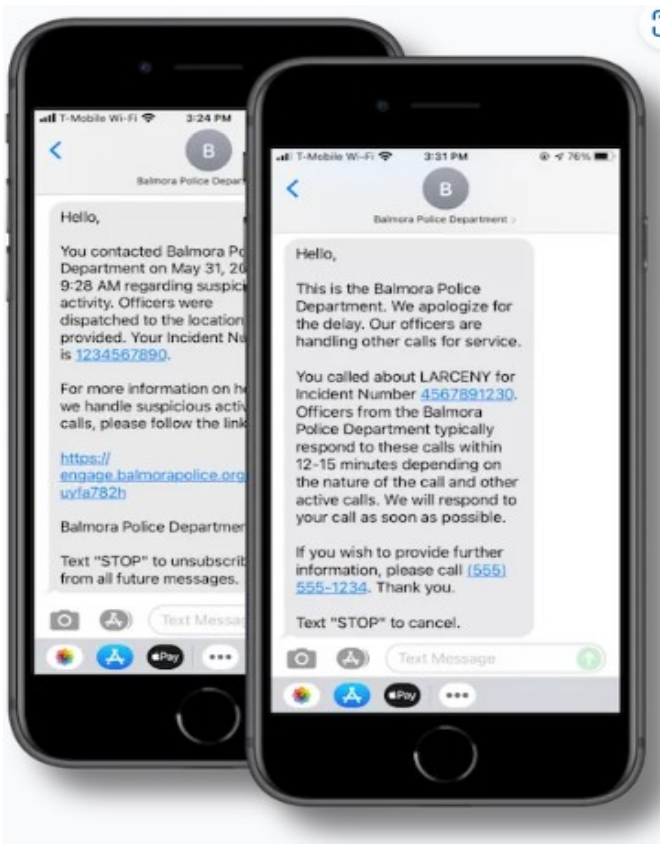 T-Mobile Wi-Fi 3:24 PM
B
Balmora Police Depar
Hello,
You contacted Balmora Po
Department on May 31, 20
9:28 AM regarding suspici
activity. Officers were
dispatched to the location
provided. Your Incident Nu
is 1234567890.
For more information on h
we handle suspicious activ
calls, please follow the link
https://
engage.balmorapolice.org
uyfa782h
Balmora Police Departmen
Text "STOP" to unsubscrib
from all future messages.
Text Messag
Pay
T-Mobile Wi-Fi 3:31 PM 76%
B
Balmora Police Department >
Hello,
This is the Balmora Police
Department. We apologize for
the delay. Our officers are
handling other calls for service.
You called about LARCENY for
Incident Number 4567891230.
Officers from the Balmora
Police Department typically
respond to these calls within
12-15 minutes depending on
the nature of the call and other
active calls. We will respond to
your call as soon as possible.
If you wish to provide further
information, please call (555)
555-1234. Thank you.
Text "STOP" to cancel.
Text Message
Pay